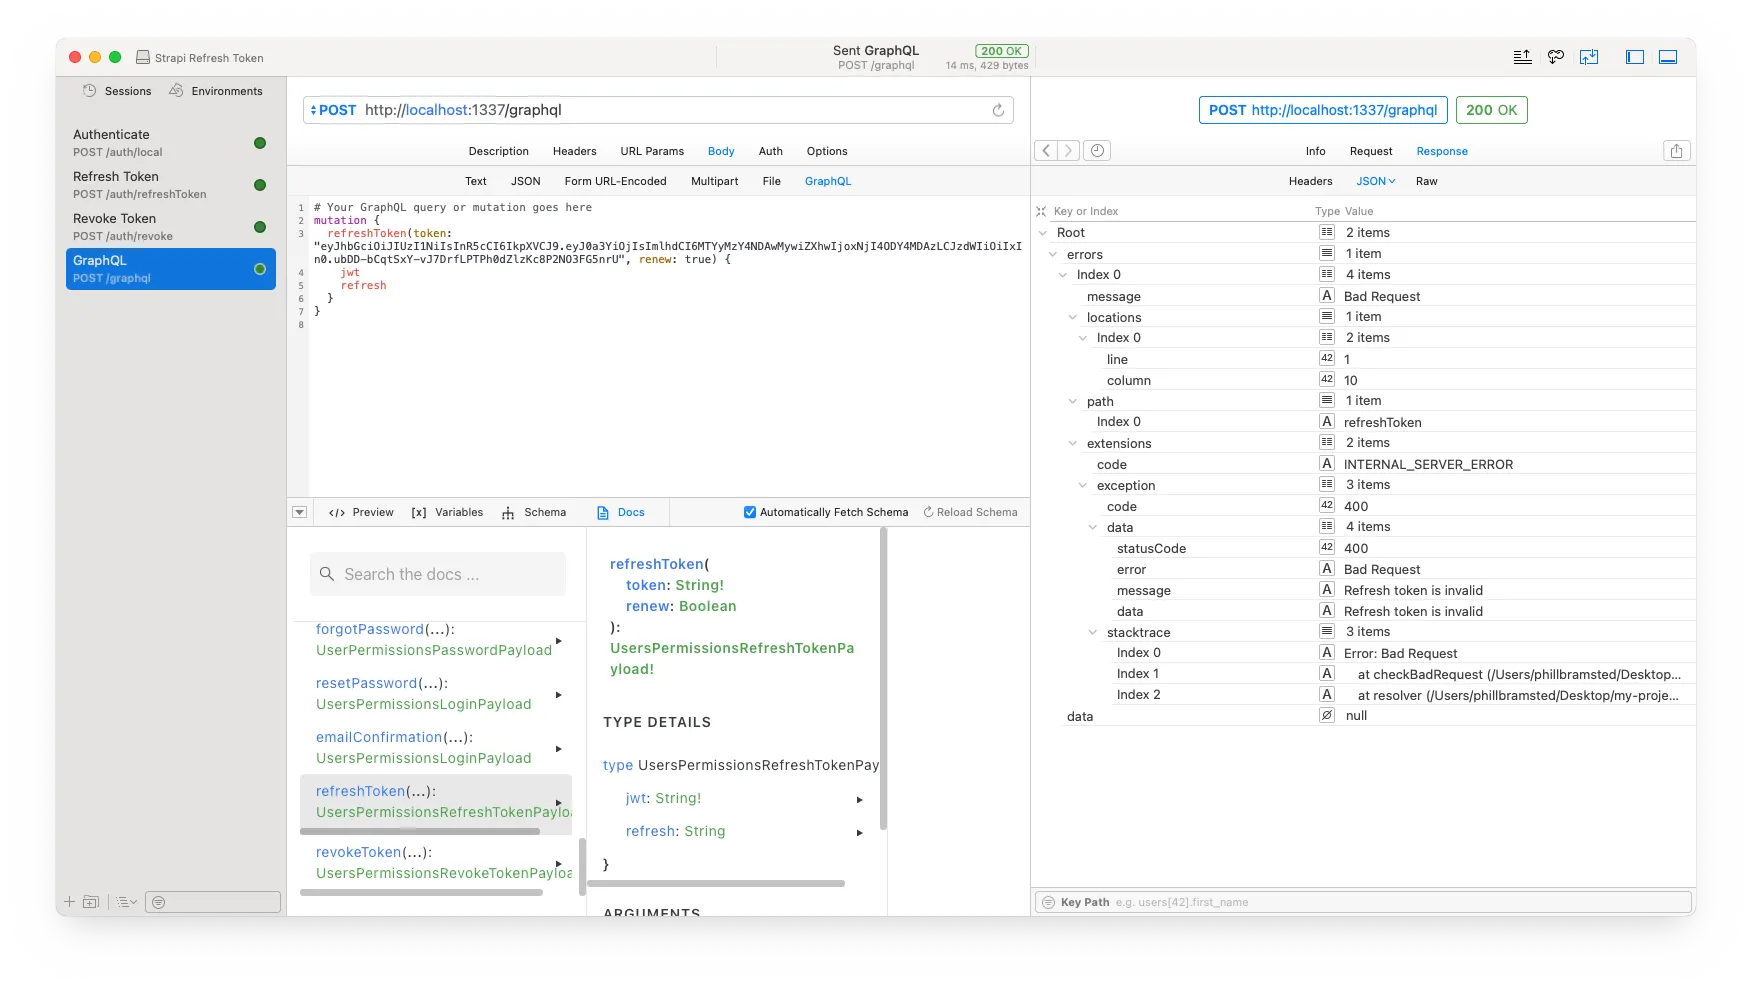 Strapi Refresh Token
Sent GraphQL
POST /graphql
200 OK
14 ms, 429 bytes
Sessions
Environments
Authenticate
POST /auth/local
Refresh Token
POST /auth/refreshToken
Revoke Token
POST /auth/revoke
GraphQL
POST /graphql
POST http://localhost:1337/graphql
Description Headers URL Params Body Auth Options
Text JSON Form URL-Encoded Multipart File GraphQL
1 # Your GraphQL query or mutation goes here
2 mutation {
3 refreshToken(token:
"eyJhbGciOiJIUzI1NiIsInR5cCI6IkpXVCJ9.eyJ0a3YiOjIsImlhdCI6MTYyMzY4NDAwMywiZXhwIjoxNjI4ODY4MDAzLCJzdWIiOiIxI
n0.ubDD-bCqtSxY-vJ7DrfLPTPh0dZlzKc8P2NO3FG5nrU", renew: true) {
4 jwt
5 refresh
6 }
7 }
8
</> Preview [x] Variables Schema Docs
Automatically Fetch Schema Reload Schema
Search the docs ...
forgotPassword(...):
UserPermissionsPasswordPayload
resetPassword(...):
UsersPermissionsLoginPayload
emailConfirmation(...):
UsersPermissionsLoginPayload
refreshToken(...):
UsersPermissionsRefreshTokenPayloa
revokeToken(...):
UsersPermissionsRevokeTokenPayloa
refreshToken(
token: String!
renew: Boolean
):
UsersPermissionsRefreshTokenPa
yload!
TYPE DETAILS
type UsersPermissionsRefreshTokenPay
jwt: String!
refresh: String
}
ARGUMENTS
POST http://localhost:1337/graphql
200 OK
Info Request Response
Headers JSON Raw
Key or Index Type Value
Root 2 items
errors 1 item
Index 0 4 items
message A Bad Request
locations 1 item
Index 0 2 items
line 42 1
column 42 10
path 1 item
Index 0 A refreshToken
extensions 2 items
code A INTERNAL_SERVER_ERROR
exception 3 items
code 42 400
data 4 items
statusCode 42 400
error A Bad Request
message A Refresh token is invalid
data A Refresh token is invalid
stacktrace 3 items
Index 0 A Error: Bad Request
Index 1 A at checkBadRequest (/Users/phillbramsted/Desktop...
Index 2 A at resolver (/Users/phillbramsted/Desktop/my-proje...
data null
Key Path e.g. users[42].first_name